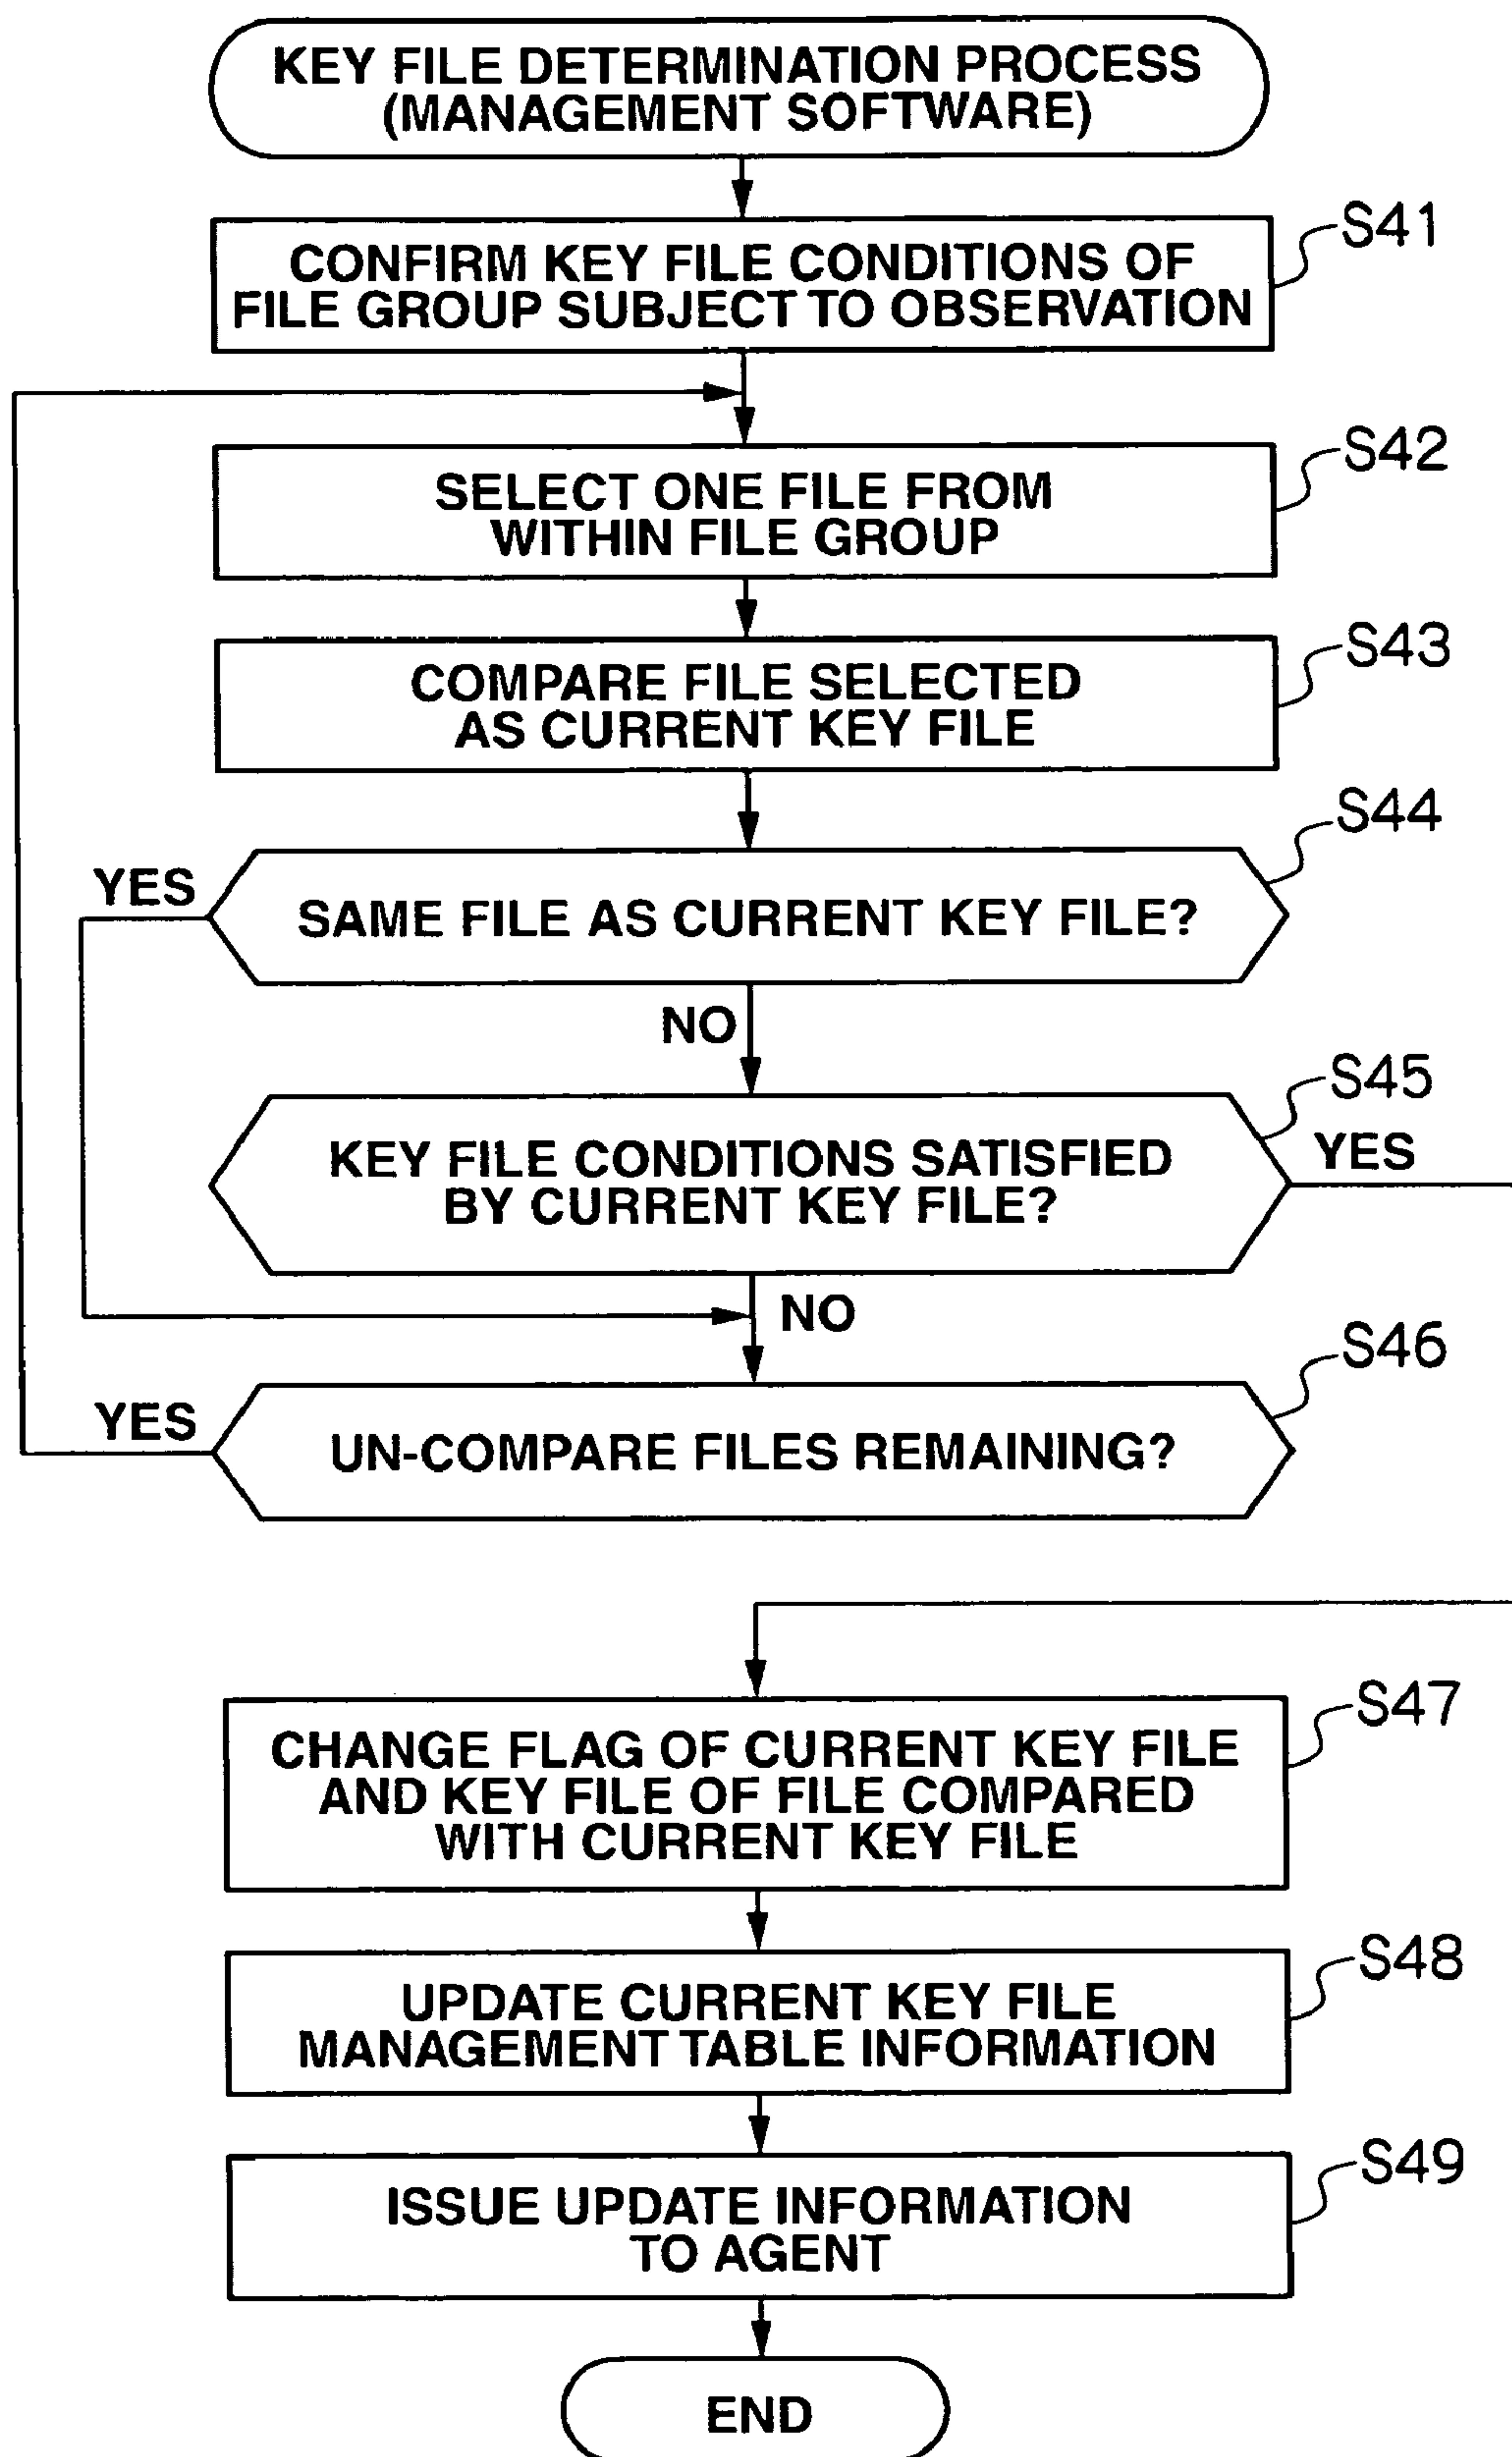 KEY FILE DETERMINATION PROCESS
(MANAGEMENT SOFTWARE)
S41
CONFIRM KEY FILE CONDITIONS OF
FILE GROUP SUBJECT TO OBSERVATION
S42
SELECT ONE FILE FROM
WITHIN FILE GROUP
S43
COMPARE FILE SELECTED
AS CURRENT KEY FILE
S44
YES
SAME FILE AS CURRENT KEY FILE?
NO
S45
YES
KEY FILE CONDITIONS SATISFIED
BY CURRENT KEY FILE?
NO
S46
YES
UN-COMPARE FILES REMAINING?
S47
CHANGE FLAG OF CURRENT KEY FILE
AND KEY FILE OF FILE COMPARED
WITH CURRENT KEY FILE
S48
UPDATE CURRENT KEY FILE
MANAGEMENT TABLE INFORMATION
S49
ISSUE UPDATE INFORMATION
TO AGENT
END